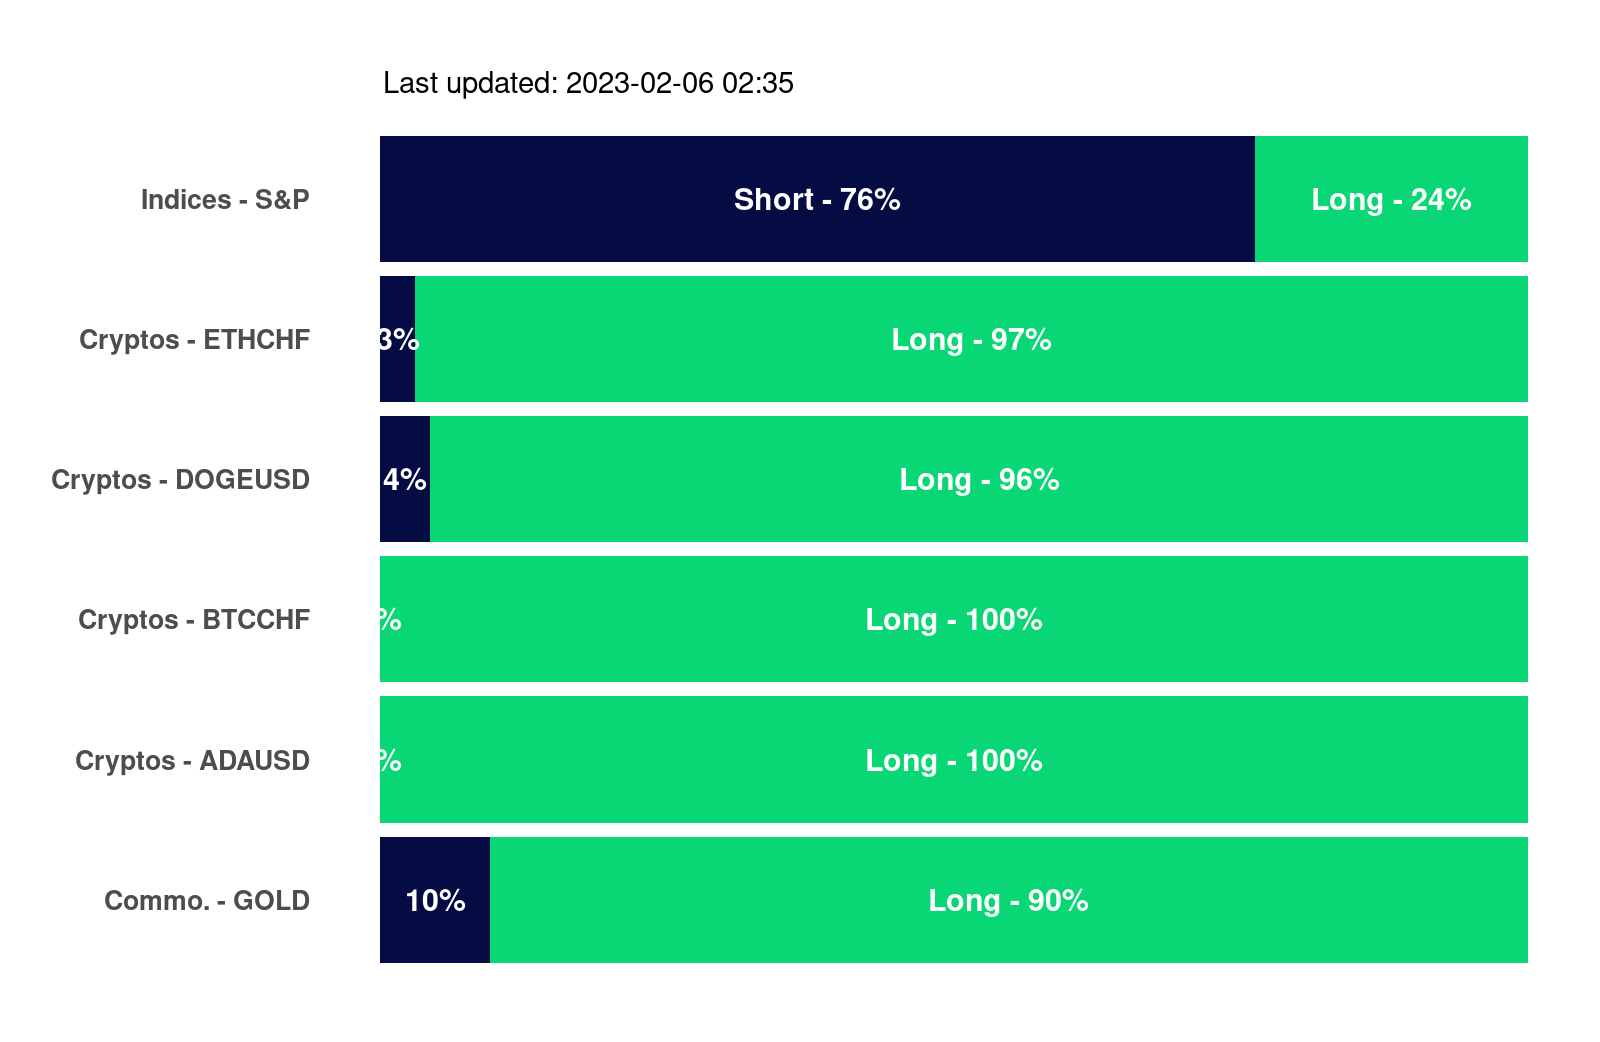 Last updated: 2023-02-06 02:35
Indices - S&P Short - 76% Long - 24%
Cryptos - ETHCHF 3% Long - 97%
Cryptos - DOGEUSD 4% Long - 96%
Cryptos - BTCCHF % Long - 100%
Cryptos - ADAUSD % Long - 100%
Commo. - GOLD 10% Long - 90%